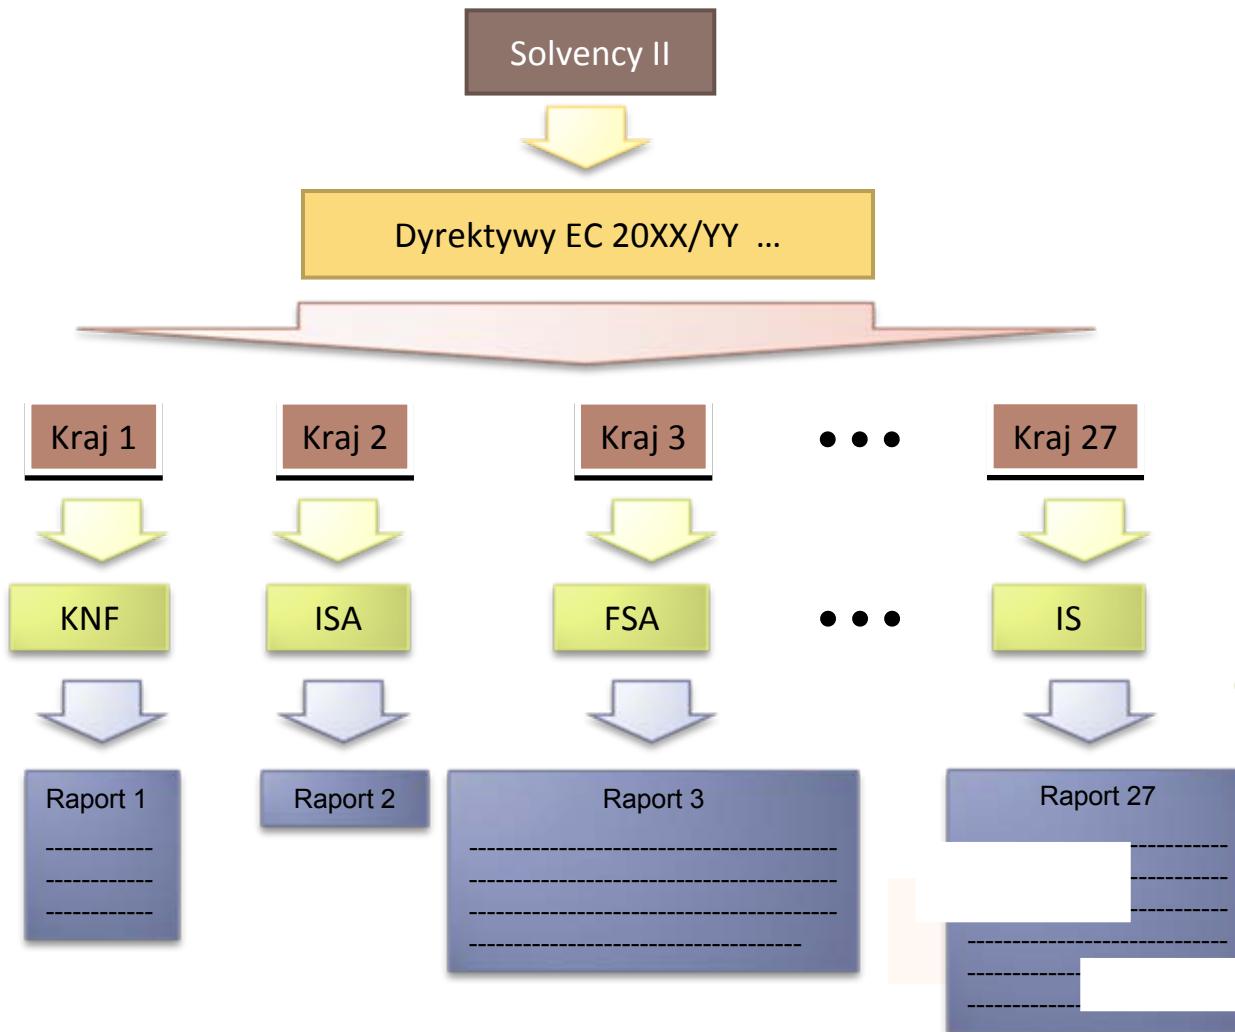 Solvency II
Dyrektywy EC 20XX/YY ...
Kraj 1
Kraj 2
Kraj 3
Kraj 27
KNF
ISA
FSA
IS
Raport 1
Raport 2
Raport 3
Raport 27